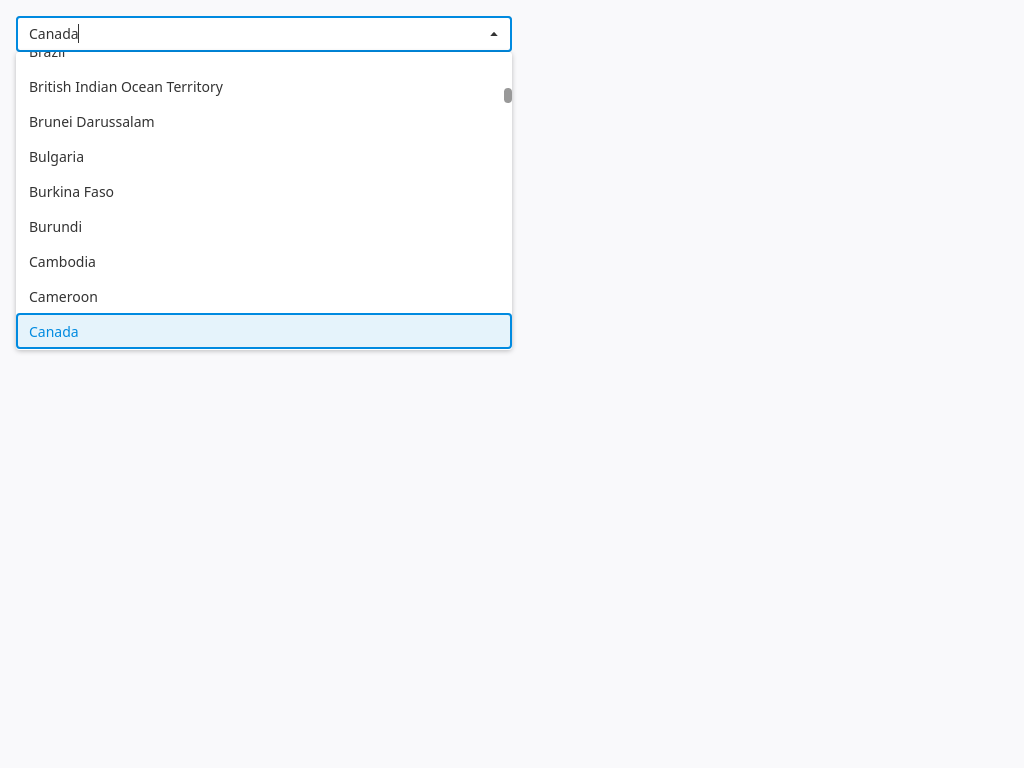 Canada
Brazil
British Indian Ocean Territory
Brunei Darussalam
Bulgaria
Burkina Faso
Burundi
Cambodia
Cameroon
Canada